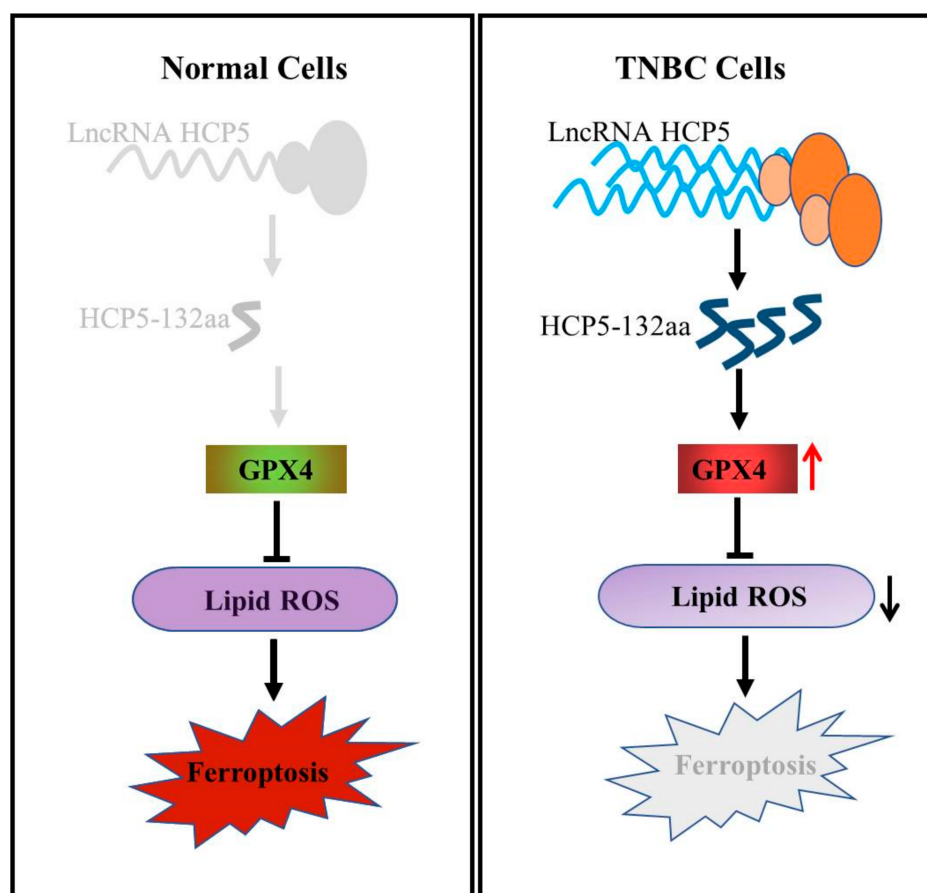 Normal Cells
LncRNA HCP5
HCP5-132aa
GPX4
Lipid ROS
Ferroptosis
TNBC Cells
LncRNA HCP5
HCP5-132aa
GPX4
Lipid ROS
Ferroptosis